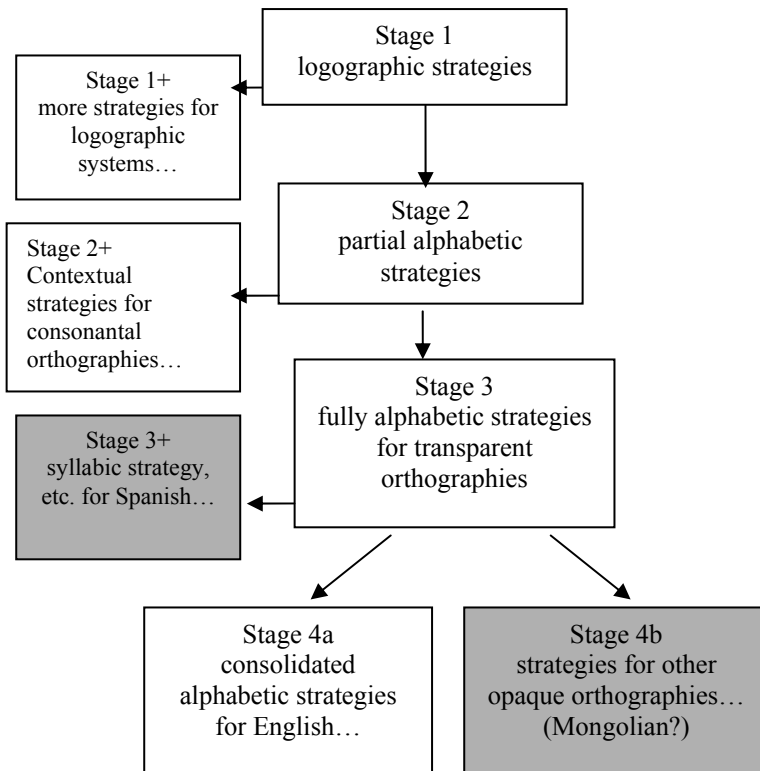 Stage 1
logographic strategies
Stage 1+
more strategies for
logographic
systems…
Stage 2
partial alphabetic
strategies
Stage 2+
Contextual
strategies for
consonantal
orthographies…
Stage 3
fully alphabetic strategies
for transparent
orthographies
Stage 3+
syllabic strategy,
etc. for Spanish…
Stage 4a
consolidated
alphabetic strategies
for English…
Stage 4b
strategies for other
opaque orthographies…
(Mongolian?)